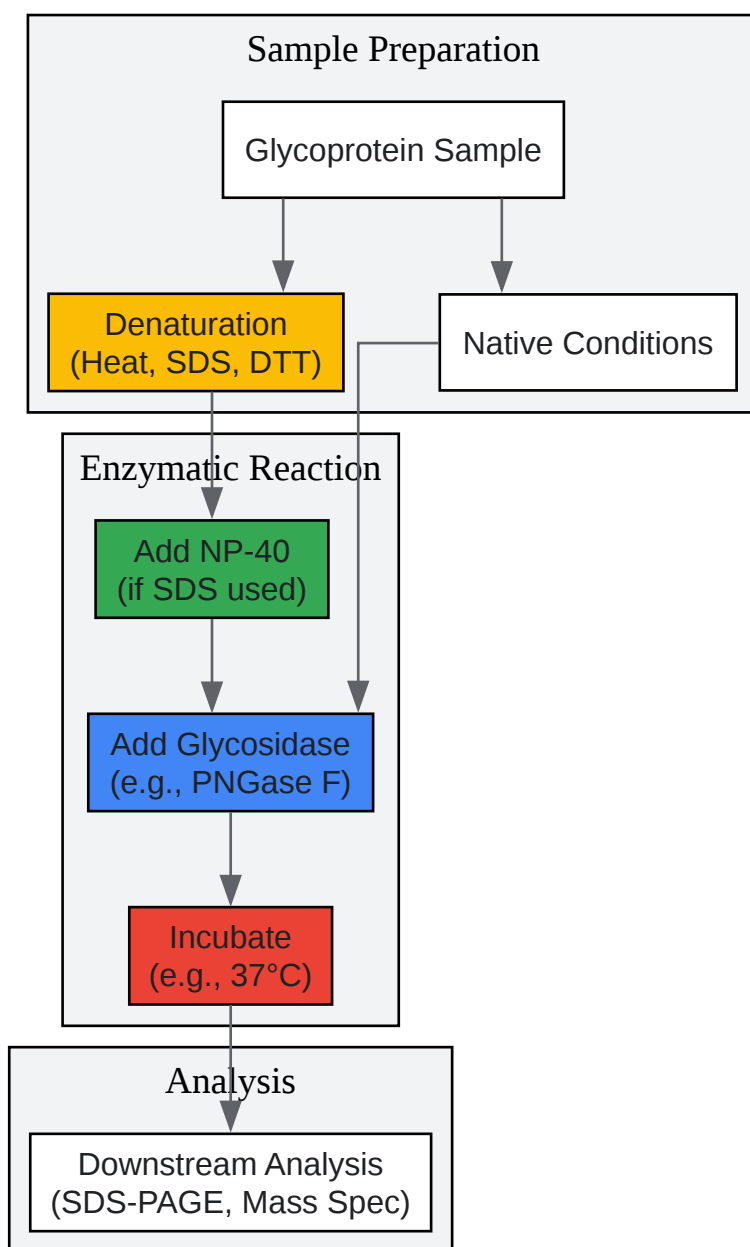 Sample Preparation
Glycoprotein Sample
Denaturation
(Heat, SDS, DTT)
Native Conditions
Enzymatic Reaction
Add NP-40
(if SDS used)
Add Glycosidase
(e.g., PNGase F)
Incubate
(e.g., 37°C)
Analysis
Downstream Analysis
(SDS-PAGE, Mass Spec)